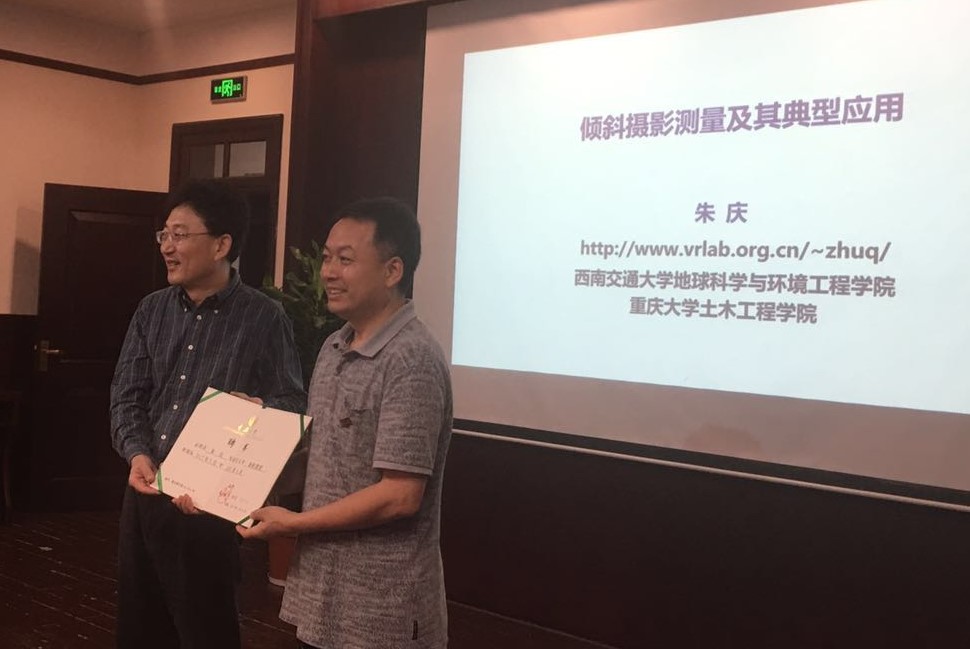 倾斜摄影测量及其典型应用
朱 庆
http://www.vrlab.org.cn/~zhuq/
西南交通大学地球科学与环境工程学院
重庆大学土木工程学院
聘 书